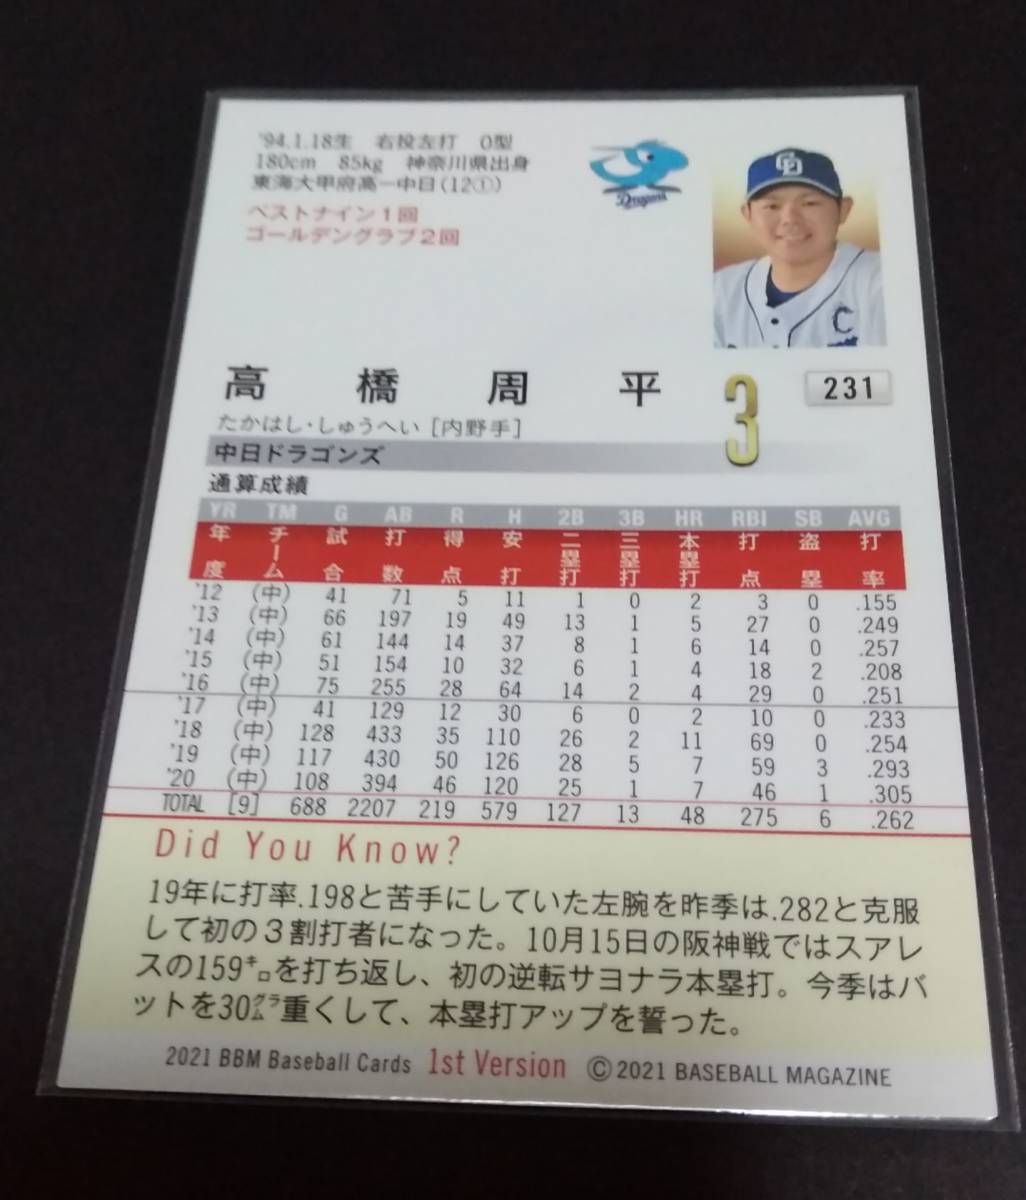 '94.1.18生 右投左打 O型
180cm 85kg 神奈川県出身
東海大甲府高－中日(12①)
ベストナイン1回
ゴールデングラブ2回
Dragons
CD
C
高橋周平
3
231
たかはし・しゅうへい [内野手]
中日ドラゴンズ
通算成績
YR TM G AB R H 2B 3B HR RBI SB AVG
年度 チーム 試合 打数 得点 安打 二塁打 三塁打 本塁打 打点 盗塁 打率
'12 (中) 41 71 5 11 1 0 2 3 0 .155
'13 (中) 66 197 19 49 13 1 5 27 0 .249
'14 (中) 61 144 14 37 8 1 6 14 0 .257
'15 (中) 51 154 10 32 6 1 4 18 2 .208
'16 (中) 75 255 28 64 14 2 4 29 0 .251
'17 (中) 41 129 12 30 6 0 2 10 0 .233
'18 (中) 128 433 35 110 26 2 11 69 0 .254
'19 (中) 117 430 50 126 28 5 7 59 3 .293
'20 (中) 108 394 46 120 25 1 7 46 1 .305
TOTAL [9] 688 2207 219 579 127 13 48 275 6 .262
Did You Know?
19年に打率.198と苦手にしていた左腕を昨季は.282と克服
して初の3割打者になった。10月15日の阪神戦ではスアレ
スの159㌔を打ち返し、初の逆転サヨナラ本塁打。今季はバ
ットを30㌘重くして、本塁打アップを誓った。
2021 BBM Baseball Cards 1st Version © 2021 BASEBALL MAGAZINE